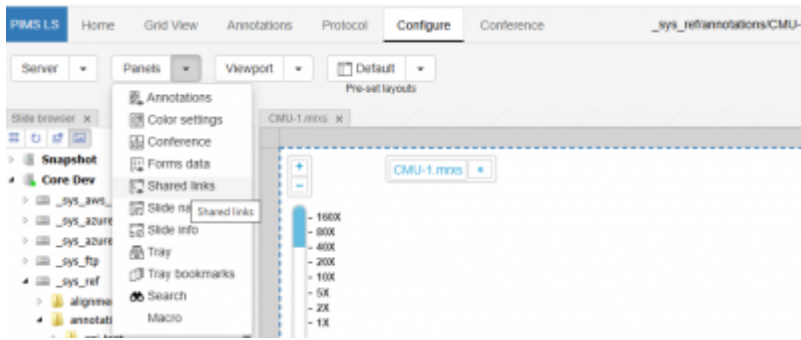 PIMS LS Home Grid View Annotations Protocol Configure Conference _sys_ref/annotations/CMU-
Server Panels Viewport Default
Pre-set layouts
Slide browser x CMU-1.mrxs x
Annotations
Color settings
Conference
Forms data
Shared links
Shared links
Slide info
Tray
Tray bookmarks
Search
Macro
Snapshot
Core Dev
_sys_aws_
_sys_azure
_sys_azure
_sys_ftp
_sys_ref
+
CMU-1.mrxs
-
160X
80X
40X
20X
10X
5X
2X
1X